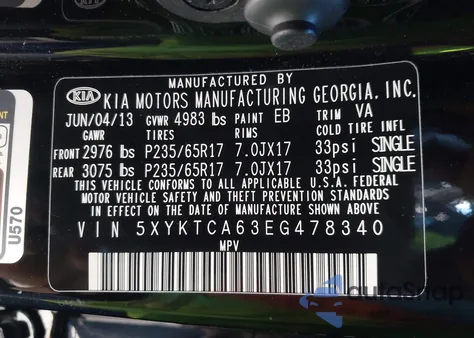 MANUFACTURED BY
KIA KIA MOTORS MANUFACTURING GEORGIA, INC.
JUN/04/13 GVWR 4983 lbs PAINT EB TRIM VA
GAWR TIRES RIMS COLD TIRE INFL
FRONT 2976 lbs P235/65R17 7.0JX17 33psi SINGLE
REAR 3075 lbs P235/65R17 7.0JX17 33psi SINGLE
THIS VEHICLE CONFORMS TO ALL APPLICABLE U.S.A. FEDERAL
MOTOR VEHICLE SAFETY AND THEFT PREVENTION STANDARDS
IN EFFECT ON THE DATE OF MANUFACTURE SHOWN ABOVE
VIN 5XYKTCA63EG478340
MPV
U570
autoSnap